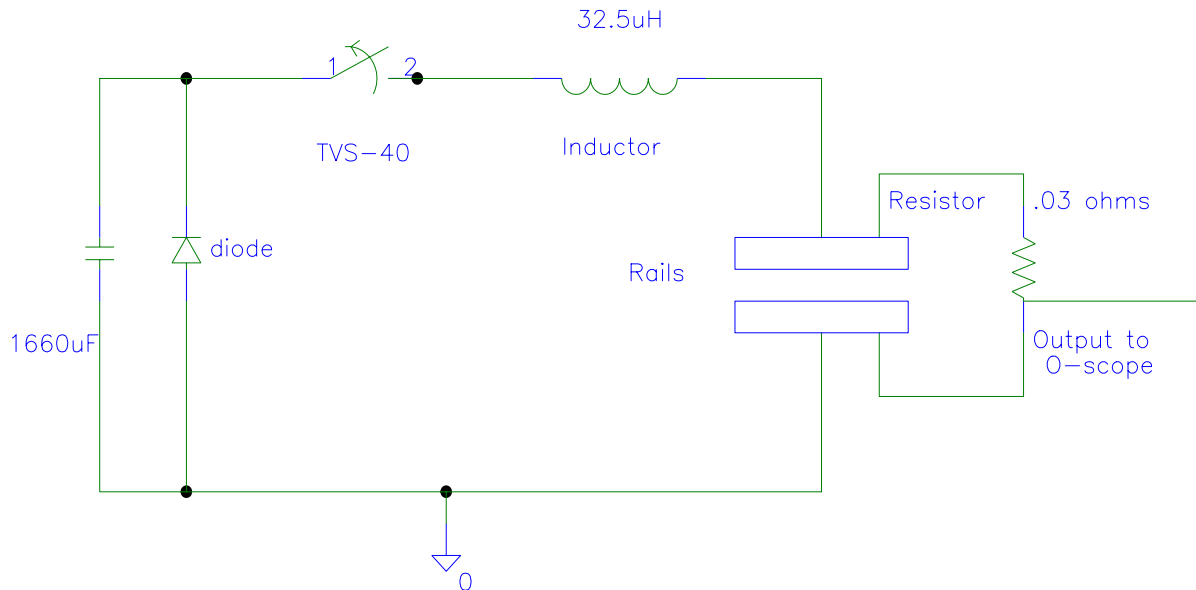 32.5uH
1 2
TVS-40
Inductor
Resistor .03 ohms
diode
Rails
1660uF
Output to
O-scope
0